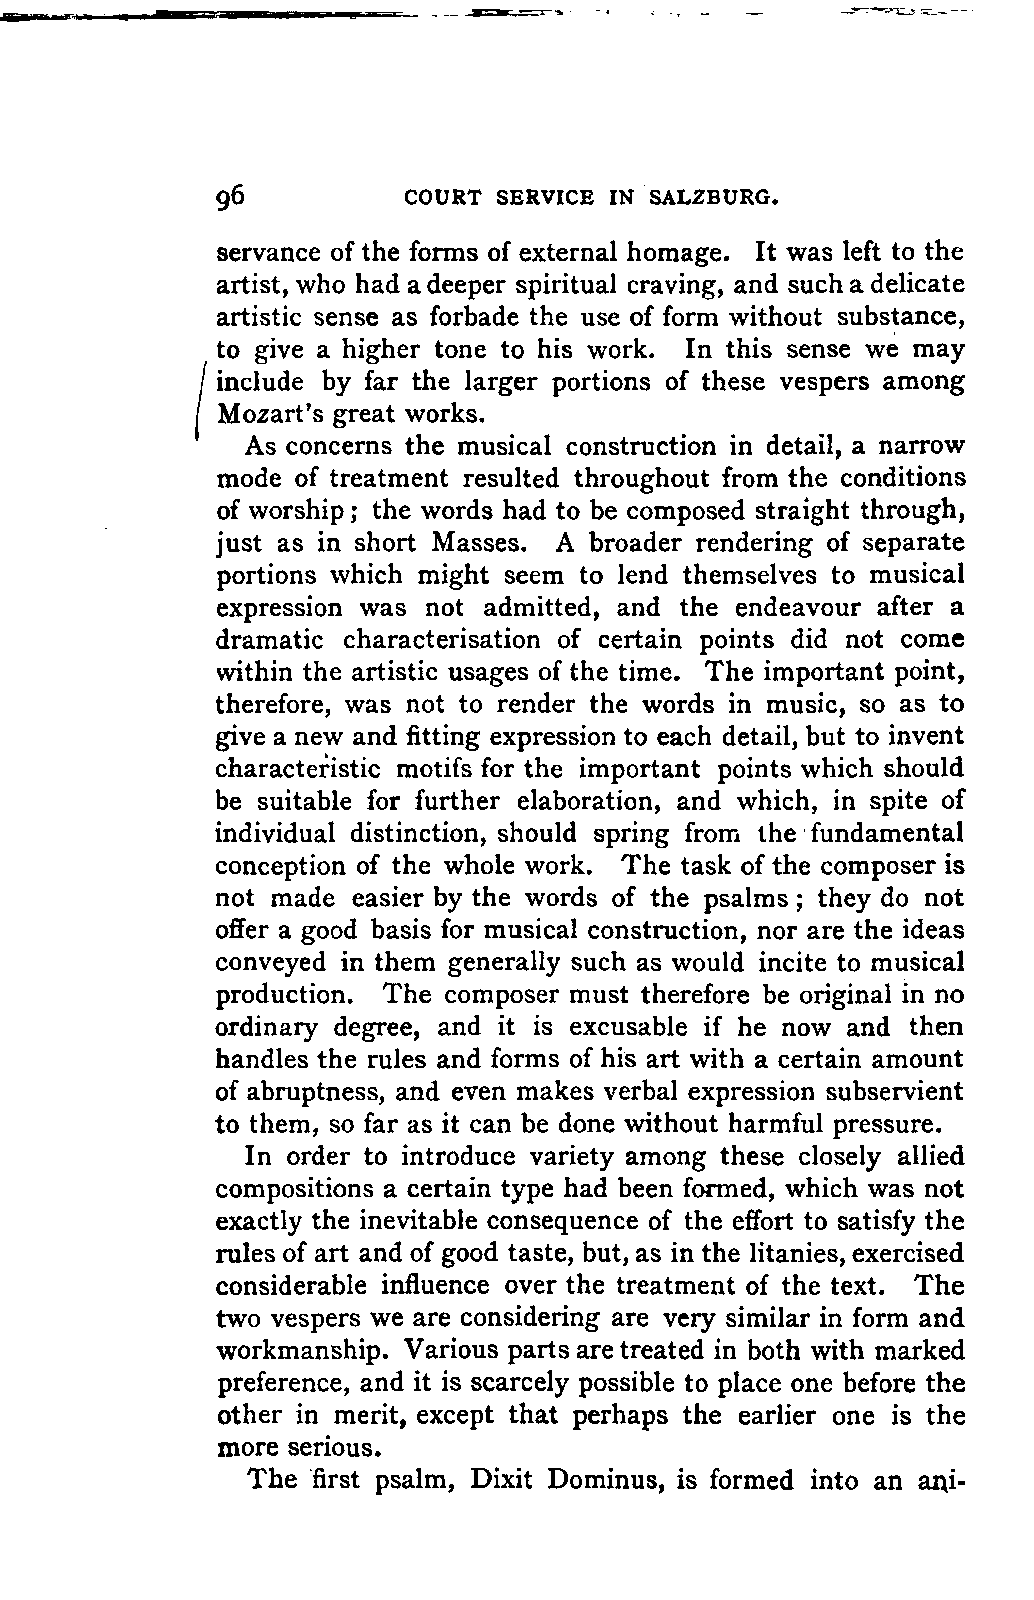 96 COURT SERVICE IN SALZBURG.
servance of the forms of external homage. It was left to the
artist, who had a deeper spiritual craving, and such a delicate
artistic sense as forbade the use of form without substance,
to give a higher tone to his work. In this sense we may
include by far the larger portions of these vespers among
Mozart's great works.
As concerns the musical construction in detail, a narrow
mode of treatment resulted throughout from the conditions
of worship; the words had to be composed straight through,
just as in short Masses. A broader rendering of separate
portions which might seem to lend themselves to musical
expression was not admitted, and the endeavour after a
dramatic characterisation of certain points did not come
within the artistic usages of the time. The important point,
therefore, was not to render the words in music, so as to
give a new and fitting expression to each detail, but to invent
characteristic motifs for the important points which should
be suitable for further elaboration, and which, in spite of
individual distinction, should spring from the fundamental
conception of the whole work. The task of the composer is
not made easier by the words of the psalms; they do not
offer a good basis for musical construction, nor are the ideas
conveyed in them generally such as would incite to musical
production. The composer must therefore be original in no
ordinary degree, and it is excusable if he now and then
handles the rules and forms of his art with a certain amount
of abruptness, and even makes verbal expression subservient
to them, so far as it can be done without harmful pressure.
In order to introduce variety among these closely allied
compositions a certain type had been formed, which was not
exactly the inevitable consequence of the effort to satisfy the
rules of art and of good taste, but, as in the litanies, exercised
considerable influence over the treatment of the text. The
two vespers we are considering are very similar in form and
workmanship. Various parts are treated in both with marked
preference, and it is scarcely possible to place one before the
other in merit, except that perhaps the earlier one is the
more serious.
The first psalm, Dixit Dominus, is formed into an ani-